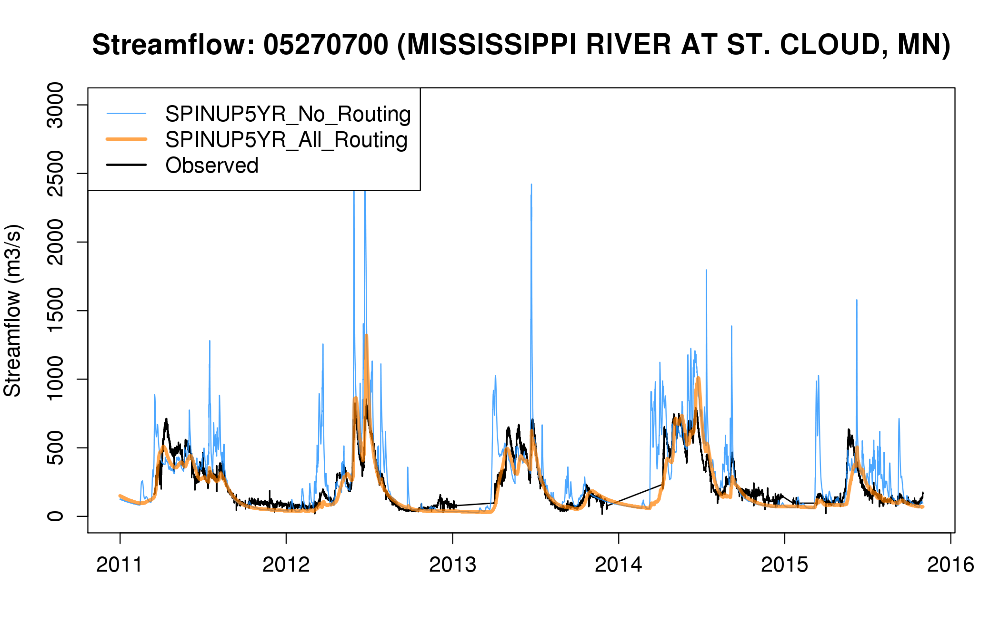 Streamflow: 05270700 (MISSISSIPPI RIVER AT ST. CLOUD, MN)
SPINUP5YR_No_Routing
SPINUP5YR_All_Routing
Observed
Streamflow (m3/s)
3000
2500
2000
1500
1000
500
0
2011
2012
2013
2014
2015
2016